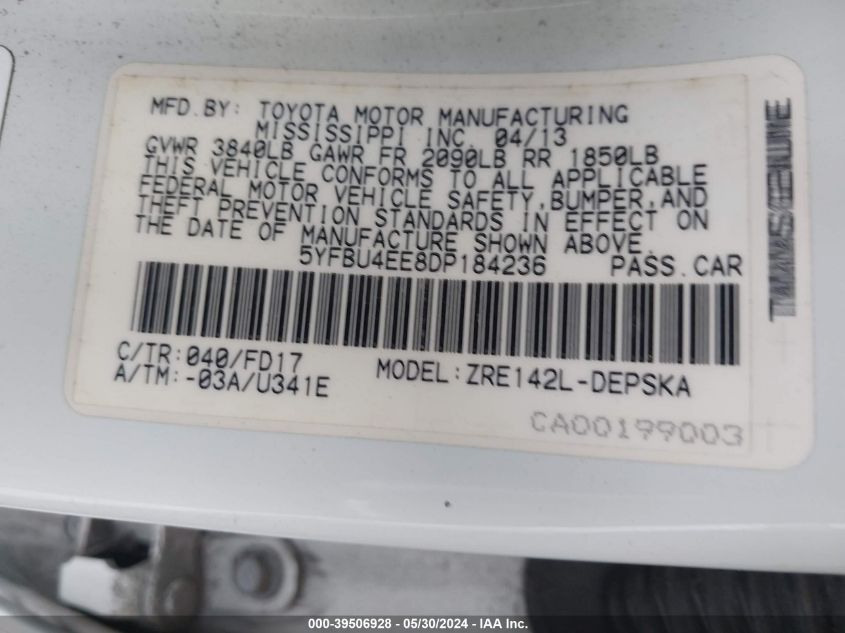 MFD.BY: TOYOTA MOTOR MANUFACTURING
MISSISSIPPI INC. 04/13
GVWR 3840LB GAWR FR 2090LB RR 1850LB
THIS VEHICLE CONFORMS TO ALL APPLICABLE
FEDERAL MOTOR VEHICLE SAFETY,BUMPER,AND
THEFT PREVENTION STANDARDS IN EFFECT ON
THE DATE OF MANUFACTURE SHOWN ABOVE.
5YFBU4EE8DP184236 PASS.CAR
C/TR:040/FD17
A/TM:-03A/U341E
MODEL:ZRE142L-DEPSKA
CA00199003
000-39506928 - 05/30/2024 - IAA Inc.